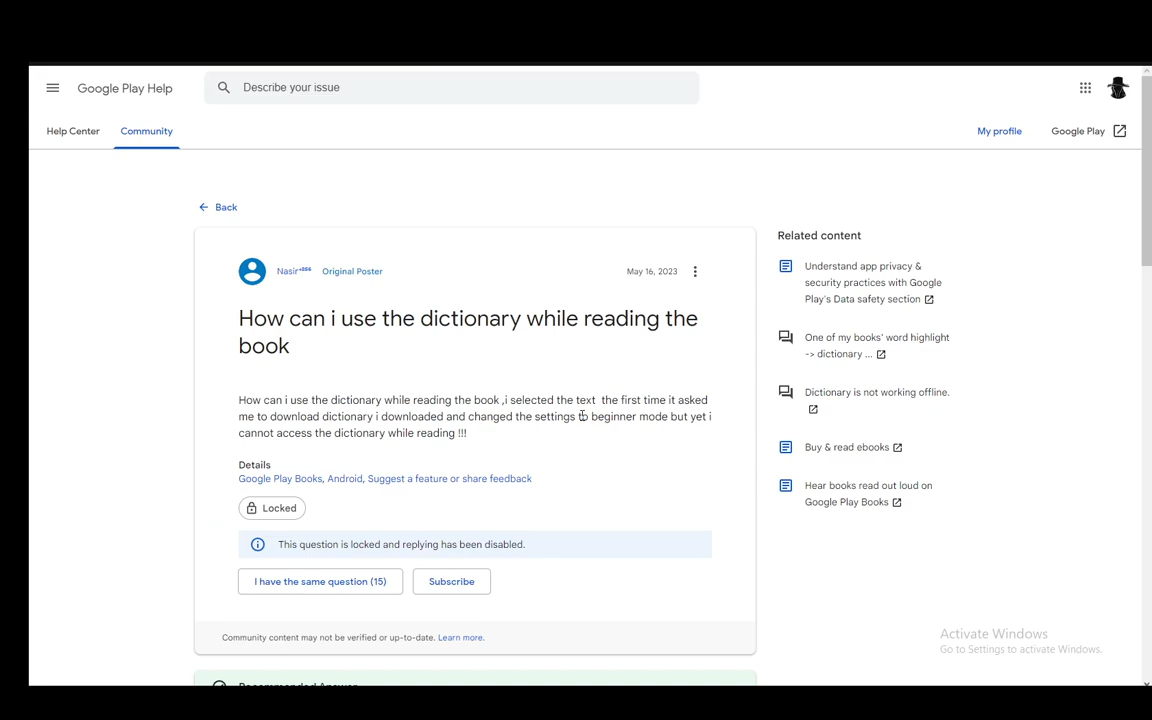 Google Play Help
Describe your issue
Help Center
Community
My profile
Google Play
Back
Nasir
Original Poster
May 16, 2023
How can i use the dictionary while reading the
book
How can i use the dictionary while reading the book ,i selected the text the first time it asked
me to download dictionary i downloaded and changed the settings to beginner mode but yet i
cannot access the dictionary while reading !!!
Details
Google Play Books, Android, Suggest a feature or share feedback
Locked
This question is locked and replying has been disabled.
I have the same question (15)
Subscribe
Community content may not be verified or up-to-date. Learn more.
Recommended Answer
Related content
Understand app privacy &
security practices with Google
Play's Data safety section
One of my books' word highlight
-> dictionary ...
Dictionary is not working offline.
Buy & read ebooks
Hear books read out loud on
Google Play Books
Activate Windows
Go to Settings to activate Windows.